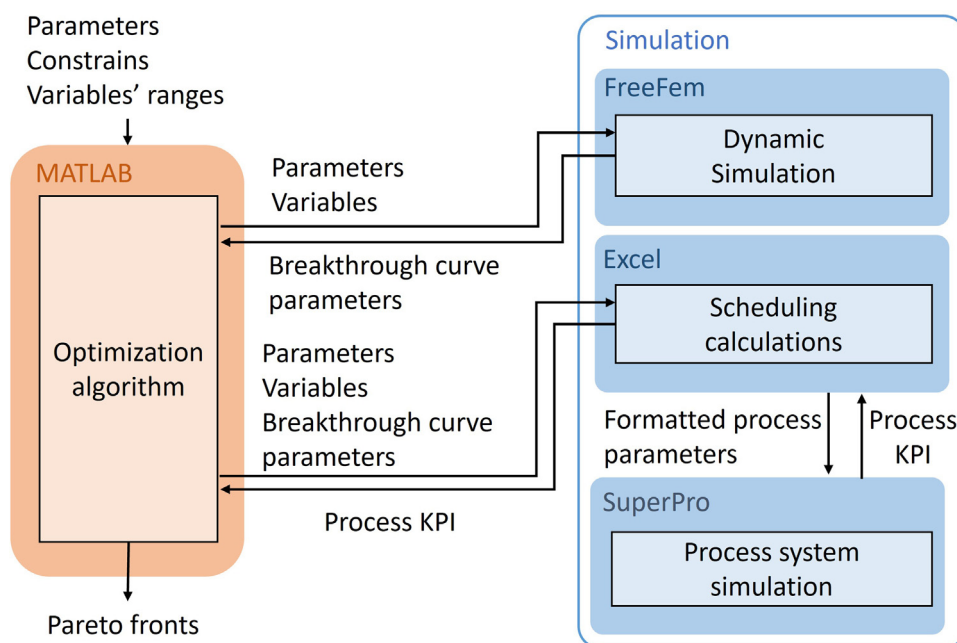 Parameters
Constrains
Variables' ranges
MATLAB
Optimization
algorithm
Pareto fronts
Parameters
Variables
Breakthrough curve
parameters
Parameters
Variables
Breakthrough curve
parameters
Process KPI
Simulation
FreeFem
Dynamic
Simulation
Excel
Scheduling
calculations
Formatted process
parameters
Process
KPI
SuperPro
Process system
simulation